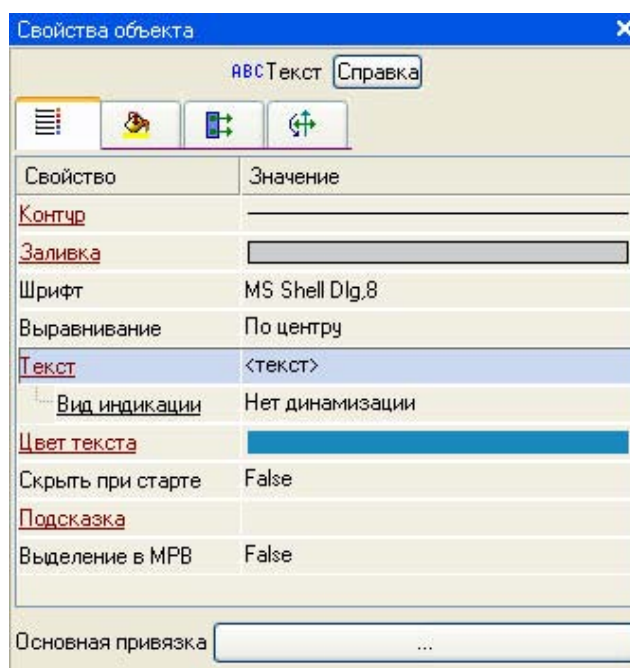 Свойства объекта
ABCТекст Справка
Свойство Значение
Контур
Заливка
Шрифт MS Shell Dlg,8
Выравнивание По центру
Текст <текст>
Вид индикации Нет динамизации
Цвет текста
Скрыть при старте False
Подсказка
Выделение в МРВ False
Основная привязка ...